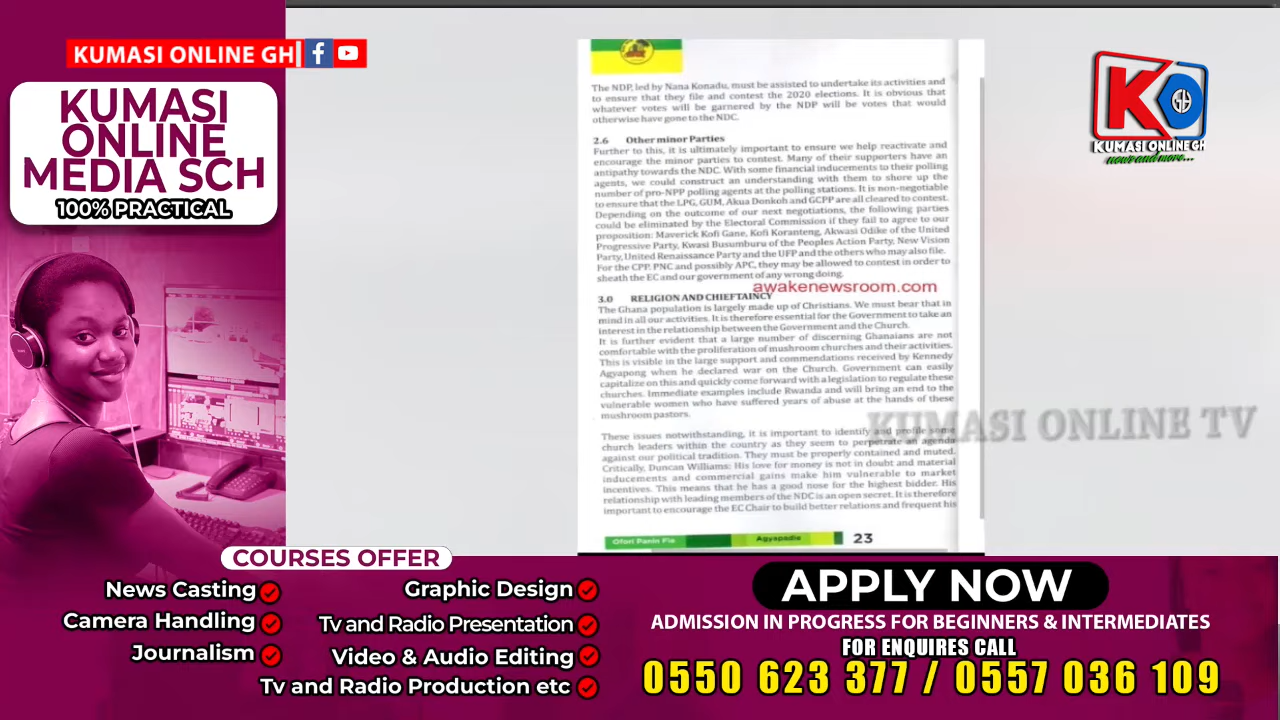 KUMASI ONLINE GH
KUMASI
ONLINE
MEDIA SCH
100% PRACTICAL
KUMASI ONLINE GH
news and more...
The NDP, led by Nana Konadu, must be assisted to undertake its activities and
to ensure that they file and contest the 2020 elections. It is obvious that
whatever votes will be garnered by the NDP will be votes that would
otherwise have gone to the NDC.
2.6 Other minor Parties
Further to this, it is ultimately important to ensure we help reactivate and
encourage the minor parties to contest. Many of their supporters have an
antipathy towards the NDC. With some financial inducements to their polling
agents, we could construct an understanding with them to shore up the
number of pro-NPP polling agents at the polling stations. It is non-negotiable
to ensure that the LPG, GUM, Akua Donkoh and GCPP are all cleared to contest.
Depending on the outcome of our next negotiations, the following parties
could be eliminated by the Electoral Commission if they fail to agree to our
proposition: Maverick Kofi Gane, Kofi Koranteng, Akwasi Odike of the United
Progressive Party, Kwasi Busumburu of the Peoples Action Party, New Vision
Party, United Renaissance Party and the UFP and the others who may also file.
For the CPP, PNC and possibly APC, they may be allowed to contest in order to
sheath the EC and our government of any wrong doing.
awakenewsroom.com
3.0 RELIGION AND CHIEFTAINCY
The Ghana population is largely made up of Christians. We must bear that in
mind in all our activities. It is therefore essential for the Government to take an
interest in the relationship between the Government and the Church.
It is further evident that a large number of discerning Ghanaians are not
comfortable with the proliferation of mushroom churches and their activities.
This is visible in the large support and commendations received by Kennedy
Agyapong when he declared war on the Church. Government can easily
capitalize on this and quickly come forward with a legislation to regulate these
churches. Immediate examples include Rwanda and will bring an end to the
vulnerable women who have suffered years of abuse at the hands of these
mushroom pastors.
KUMASI ONLINE TV
These issues notwithstanding, it is important to identify and profile some
church leaders within the country as they seem to perpetrate an agenda
against our political tradition. They must be properly contained and muted.
Critically, Duncan Williams: His love for money is not in doubt and material
inducements and commercial gains make him vulnerable to market
incentives. This means that he has a good nose for the highest bidder. His
relationship with leading members of the NDC is an open secret. It is therefore
important to encourage the EC Chair to build better relations and frequent his
Ofori Panin Fie Agyapadie 23
COURSES OFFER
News Casting
Camera Handling
Journalism
Graphic Design
Tv and Radio Presentation
Video & Audio Editing
Tv and Radio Production etc
APPLY NOW
ADMISSION IN PROGRESS FOR BEGINNERS & INTERMEDIATES
FOR ENQUIRES CALL
0550 623 377 / 0557 036 109